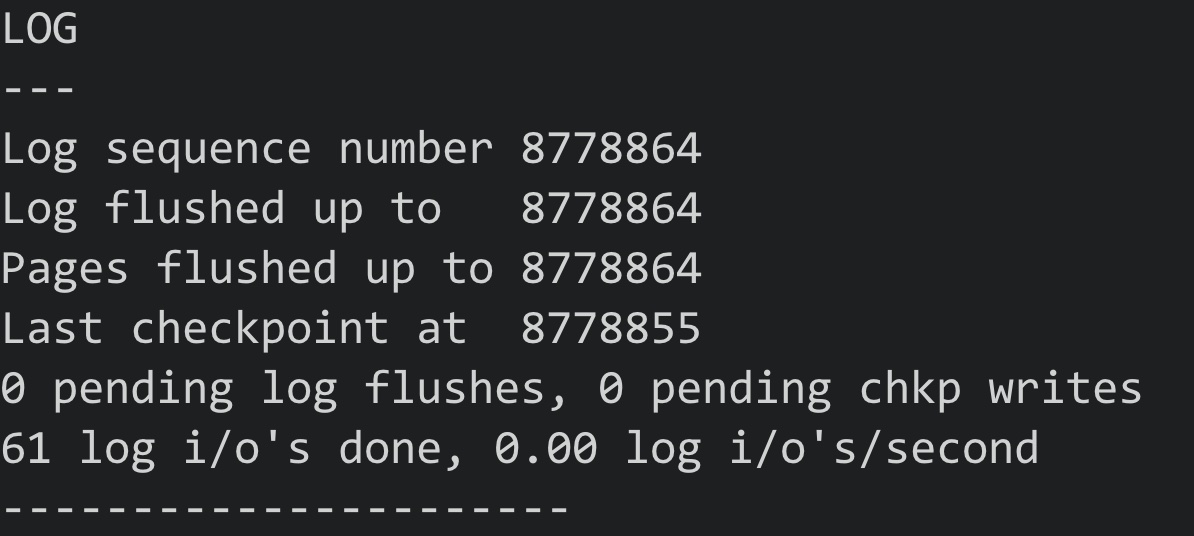 LOG
---
Log sequence number 8778864
Log flushed up to   8778864
Pages flushed up to 8778864
Last checkpoint at  8778855
0 pending log flushes, 0 pending chkp writes
61 log i/o's done, 0.00 log i/o's/second
----------------------